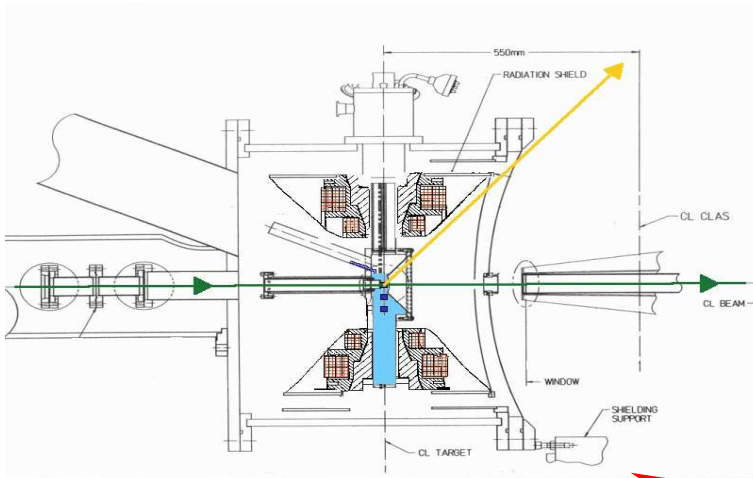 550mm
RADIATION SHIELD
CL CLAS
CL BEAM
WINDOW
SHIELDING
SUPPORT
CL TARGET